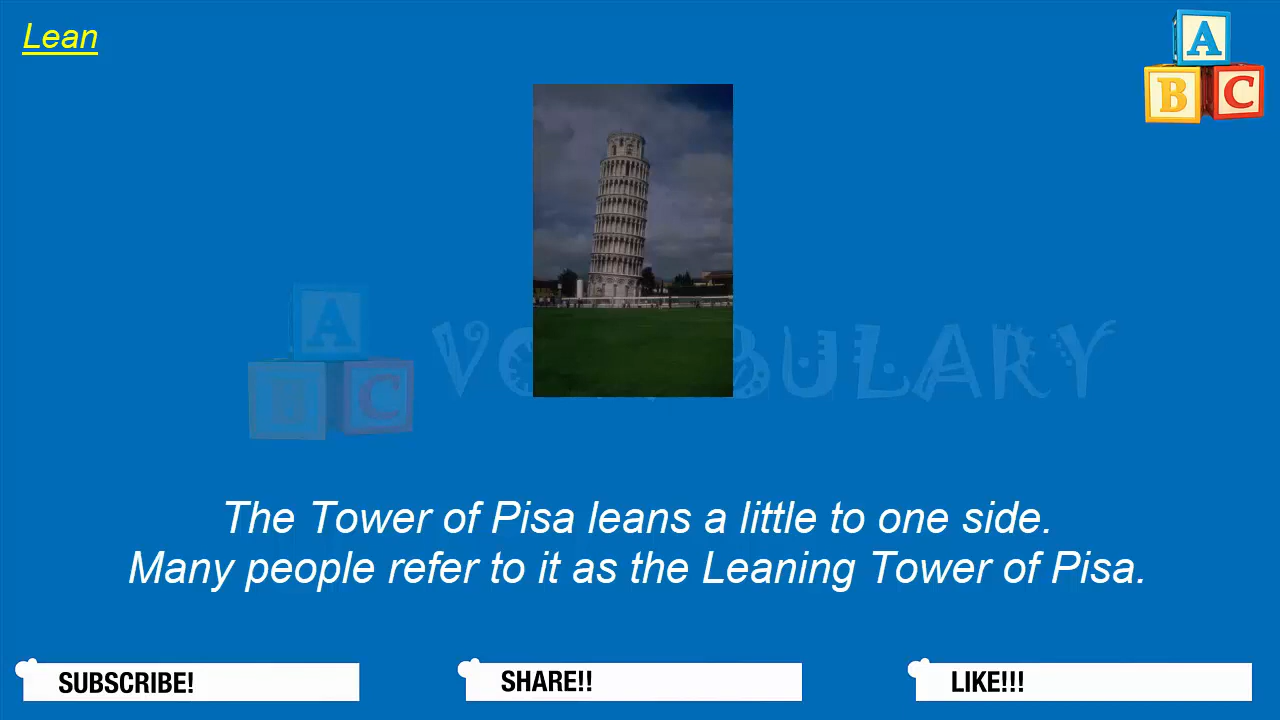 Lean
A
B C
A
B C
VOCABULARY
The Tower of Pisa leans a little to one side.
Many people refer to it as the Leaning Tower of Pisa.
SUBSCRIBE!
SHARE!!
LIKE!!!